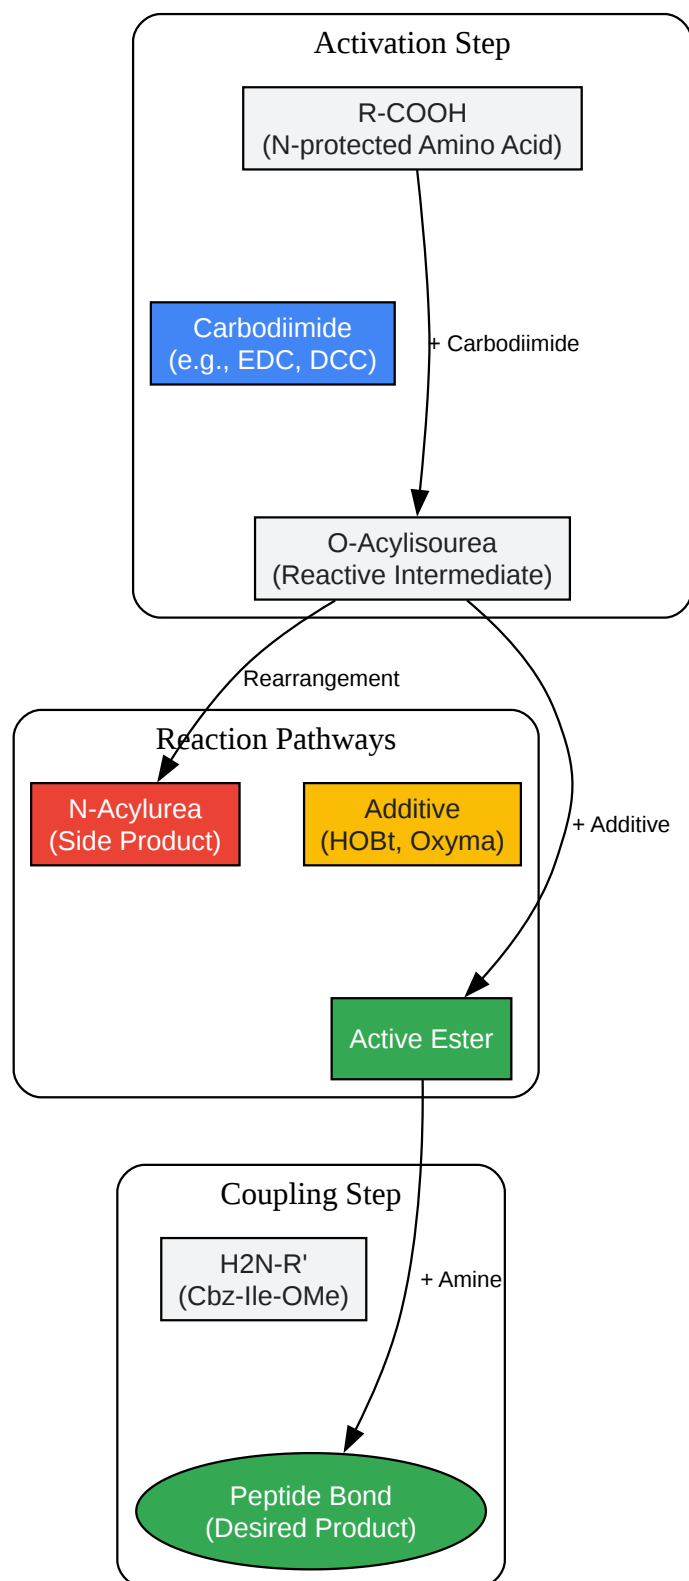 Activation Step
R-COOH
(N-protected Amino Acid)
Carbodiimide
(e.g., EDC, DCC)
+ Carbodiimide
O-Acylisourea
(Reactive Intermediate)
Rearrangement
Reaction Pathways
N-Acylurea
(Side Product)
Additive
(HOBt, Oxyma)
+ Additive
Active Ester
Coupling Step
H2N-R'
(Cbz-Ile-OMe)
+ Amine
Peptide Bond
(Desired Product)